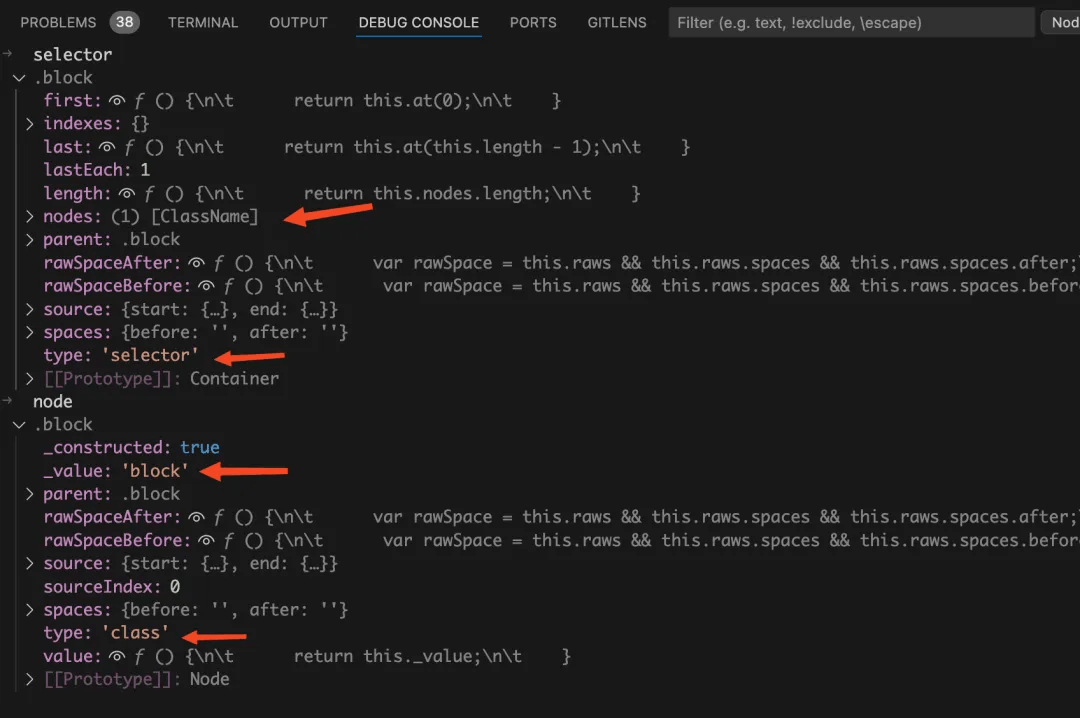 PROBLEMS 38 TERMINAL OUTPUT DEBUG CONSOLE PORTS GITLENS Filter (e.g. text, !exclude, \escape) Nod
selector
.block
first: ƒ () {\n\t return this.at(0);\n\t }
indexes: {}
last: ƒ () {\n\t return this.at(this.length - 1);\n\t }
lastEach: 1
length: ƒ () {\n\t return this.nodes.length;\n\t }
nodes: (1) [ClassName]
parent: .block
rawSpaceAfter: ƒ () {\n\t var rawSpace = this.raws && this.raws.spaces && this.raws.spaces.after;\
rawSpaceBefore: ƒ () {\n\t var rawSpace = this.raws && this.raws.spaces && this.raws.spaces.before
source: {start: {…}, end: {…}}
spaces: {before: '', after: ''}
type: 'selector'
[[Prototype]]: Container
node
.block
_constructed: true
_value: 'block'
parent: .block
rawSpaceAfter: ƒ () {\n\t var rawSpace = this.raws && this.raws.spaces && this.raws.spaces.after;\
rawSpaceBefore: ƒ () {\n\t var rawSpace = this.raws && this.raws.spaces && this.raws.spaces.before
source: {start: {…}, end: {…}}
sourceIndex: 0
spaces: {before: '', after: ''}
type: 'class'
value: ƒ () {\n\t return this._value;\n\t }
[[Prototype]]: Node